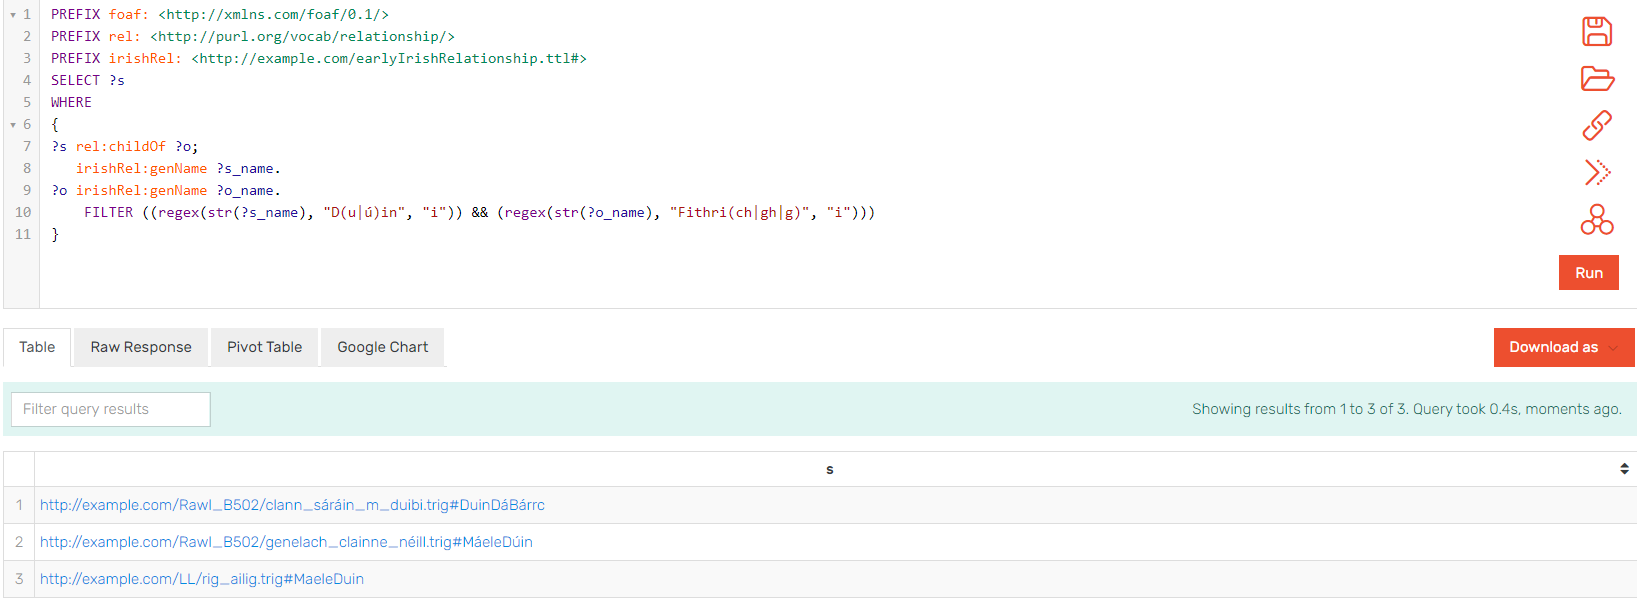 1 PREFIX foaf: <http://xmlns.com/foaf/0.1/>
2 PREFIX rel: <http://purl.org/vocab/relationship/>
3 PREFIX irishRel: <http://example.com/earlyIrishRelationship.ttl#>
4 SELECT ?s
5 WHERE
6 {
7 ?s rel:childOf ?o;
8 irishRel:genName ?s_name.
9 ?o irishRel:genName ?o_name.
10 FILTER ((regex(str(?s_name), "D(u|ú)in", "i")) && (regex(str(?o_name), "Fithri(ch|gh|g)", "i")))
11 }
Run
Table Raw Response Pivot Table Google Chart Download as
Filter query results Showing results from 1 to 3 of 3. Query took 0.4s, moments ago.
s
1 http://example.com/Rawl_B502/clann_sáráin_m_duibi.trig#DuinDáBárrc
2 http://example.com/Rawl_B502/genelach_clainne_néill.trig#MáeleDúin
3 http://example.com/LL/rig_ailig.trig#MaeleDuin